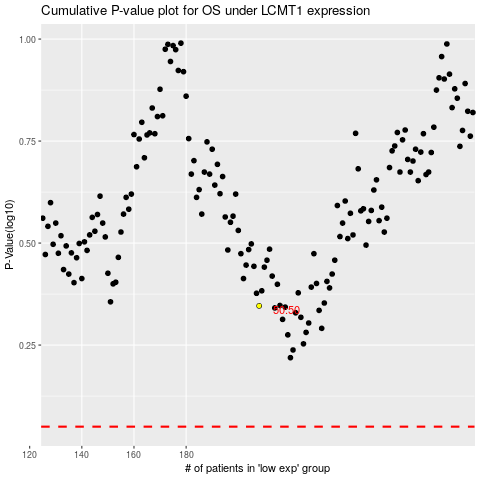 Cumulative P-value plot for OS under LCMT1 expression
P-Value(log10)
1.00
0.75
0.50
0.25
120 140 160 180
# of patients in 'low exp' group